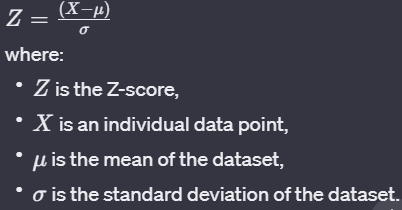 Z = (X−μ)/σ
where:
• Z is the Z-score,
• X is an individual data point,
• μ is the mean of the dataset,
• σ is the standard deviation of the dataset.